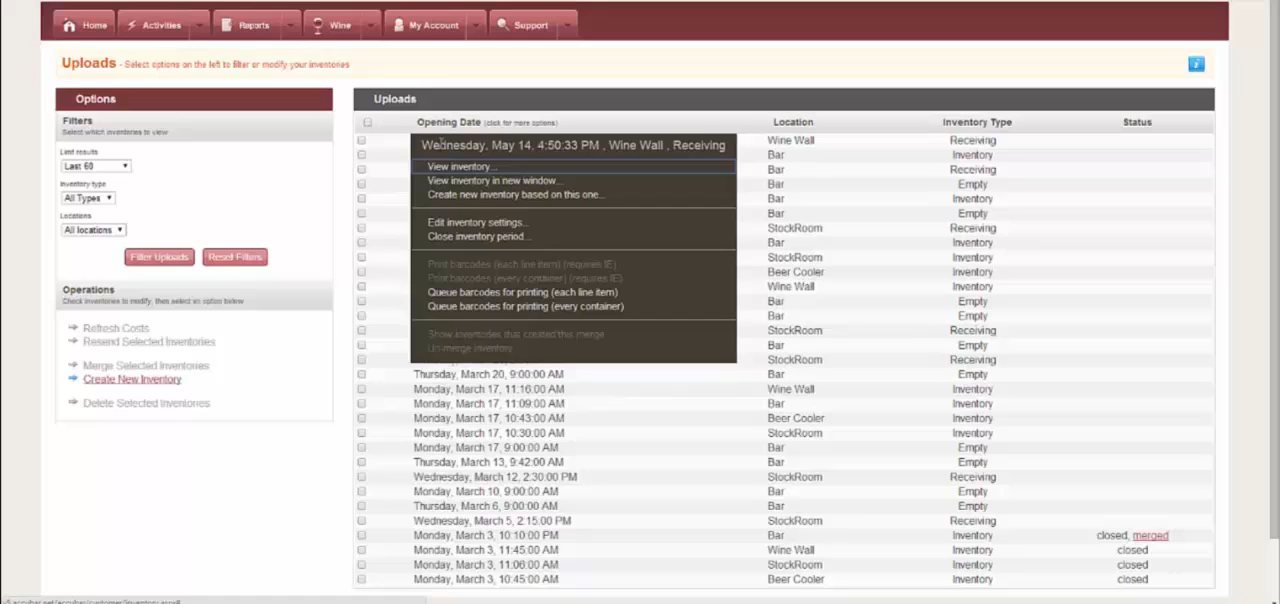 Home Activities Reports Wine My Account Support
Uploads - Select options on the left to filter or modify your inventories
Options
Filters
Select which inventories to view
Limit results
Last 60
Inventory type
All Types
Locations
All locations
Filter Uploads Reset Filters
Operations
Check inventories to modify, then select an option below
Refresh Costs
Resend Selected Inventories
Merge Selected Inventories
Create New Inventory
Delete Selected Inventories
Uploads
Opening Date (click for more options) Location Inventory Type Status
Wednesday, May 14, 4:50:33 PM , Wine Wall , Receiving
View inventory...
View inventory in new window...
Create new inventory based on this one...
Edit inventory settings...
Close inventory period...
Print barcodes (each line item) (requires IE)
Print barcodes (every container) (requires IE)
Queue barcodes for printing (each line item)
Queue barcodes for printing (every container)
Show inventories that created this merge
Un-merge inventory
Wine Wall Receiving
Bar Inventory
Bar Receiving
Bar Empty
Bar Inventory
Bar Empty
StockRoom Receiving
Bar Inventory
StockRoom Inventory
Beer Cooler Inventory
Wine Wall Inventory
Bar Empty
Bar Empty
StockRoom Receiving
Bar Empty
StockRoom Receiving
Thursday, March 20, 9:00:00 AM Bar Empty
Monday, March 17, 11:16:00 AM Wine Wall Inventory
Monday, March 17, 11:09:00 AM Bar Inventory
Monday, March 17, 10:43:00 AM Beer Cooler Inventory
Monday, March 17, 10:30:00 AM StockRoom Inventory
Monday, March 17, 9:00:00 AM Bar Empty
Thursday, March 13, 9:42:00 AM Bar Empty
Wednesday, March 12, 2:30:00 PM StockRoom Receiving
Monday, March 10, 9:00:00 AM Bar Empty
Thursday, March 6, 9:00:00 AM Bar Empty
Wednesday, March 5, 2:15:00 PM StockRoom Receiving
Monday, March 3, 10:10:00 PM Bar Inventory closed, merged
Monday, March 3, 11:45:00 AM Wine Wall Inventory closed
Monday, March 3, 11:06:00 AM StockRoom Inventory closed
Monday, March 3, 10:45:00 AM Beer Cooler Inventory closed